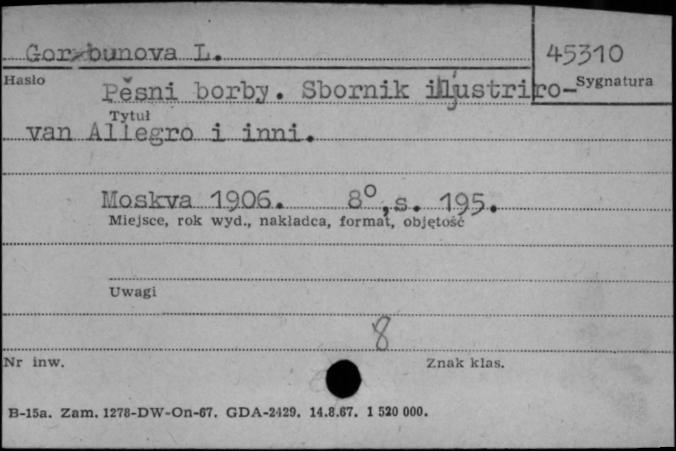 Gorbunova L.
45310
Hasło
Sygnatura
Pěsni borby. Sbornik illjustriro-
Tytuł
van Allegro i inni.
Moskva 1906. 8°, s. 195.
Miejsce, rok wyd., nakładca, format, objętość
Uwagi
8
Nr inw.
Znak klas.
B-15a. Zam. 1278-DW-On-67. GDA-2429. 14.8.67. 1 520 000.